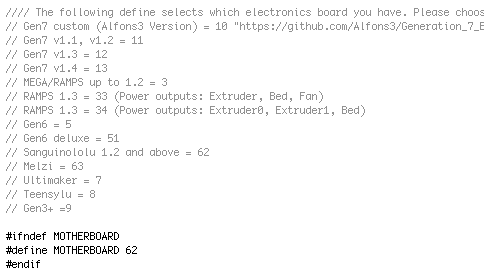 //// The following define selects which electronics board you have. Please choos
// Gen7 custom (Alfons3 Version) = 10 "https://github.com/Alfons3/Generation_7_E
// Gen7 v1.1, v1.2 = 11
// Gen7 v1.3 = 12
// Gen7 v1.4 = 13
// MEGA/RAMPS up to 1.2 = 3
// RAMPS 1.3 = 33 (Power outputs: Extruder, Bed, Fan)
// RAMPS 1.3 = 34 (Power outputs: Extruder0, Extruder1, Bed)
// Gen6 = 5
// Gen6 deluxe = 51
// Sanguinololu 1.2 and above = 62
// Melzi = 63
// Ultimaker = 7
// Teensylu = 8
// Gen3+ =9
#ifndef MOTHERBOARD
#define MOTHERBOARD 62
#endif